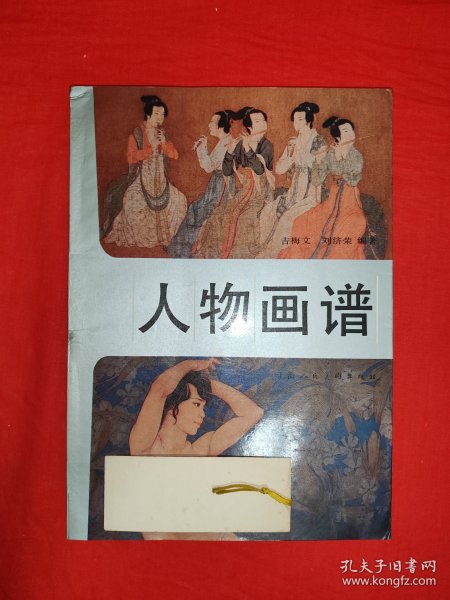 吉梅文 刘济荣 编著
人物画谱
孔夫子旧书网
www.kongfz.com